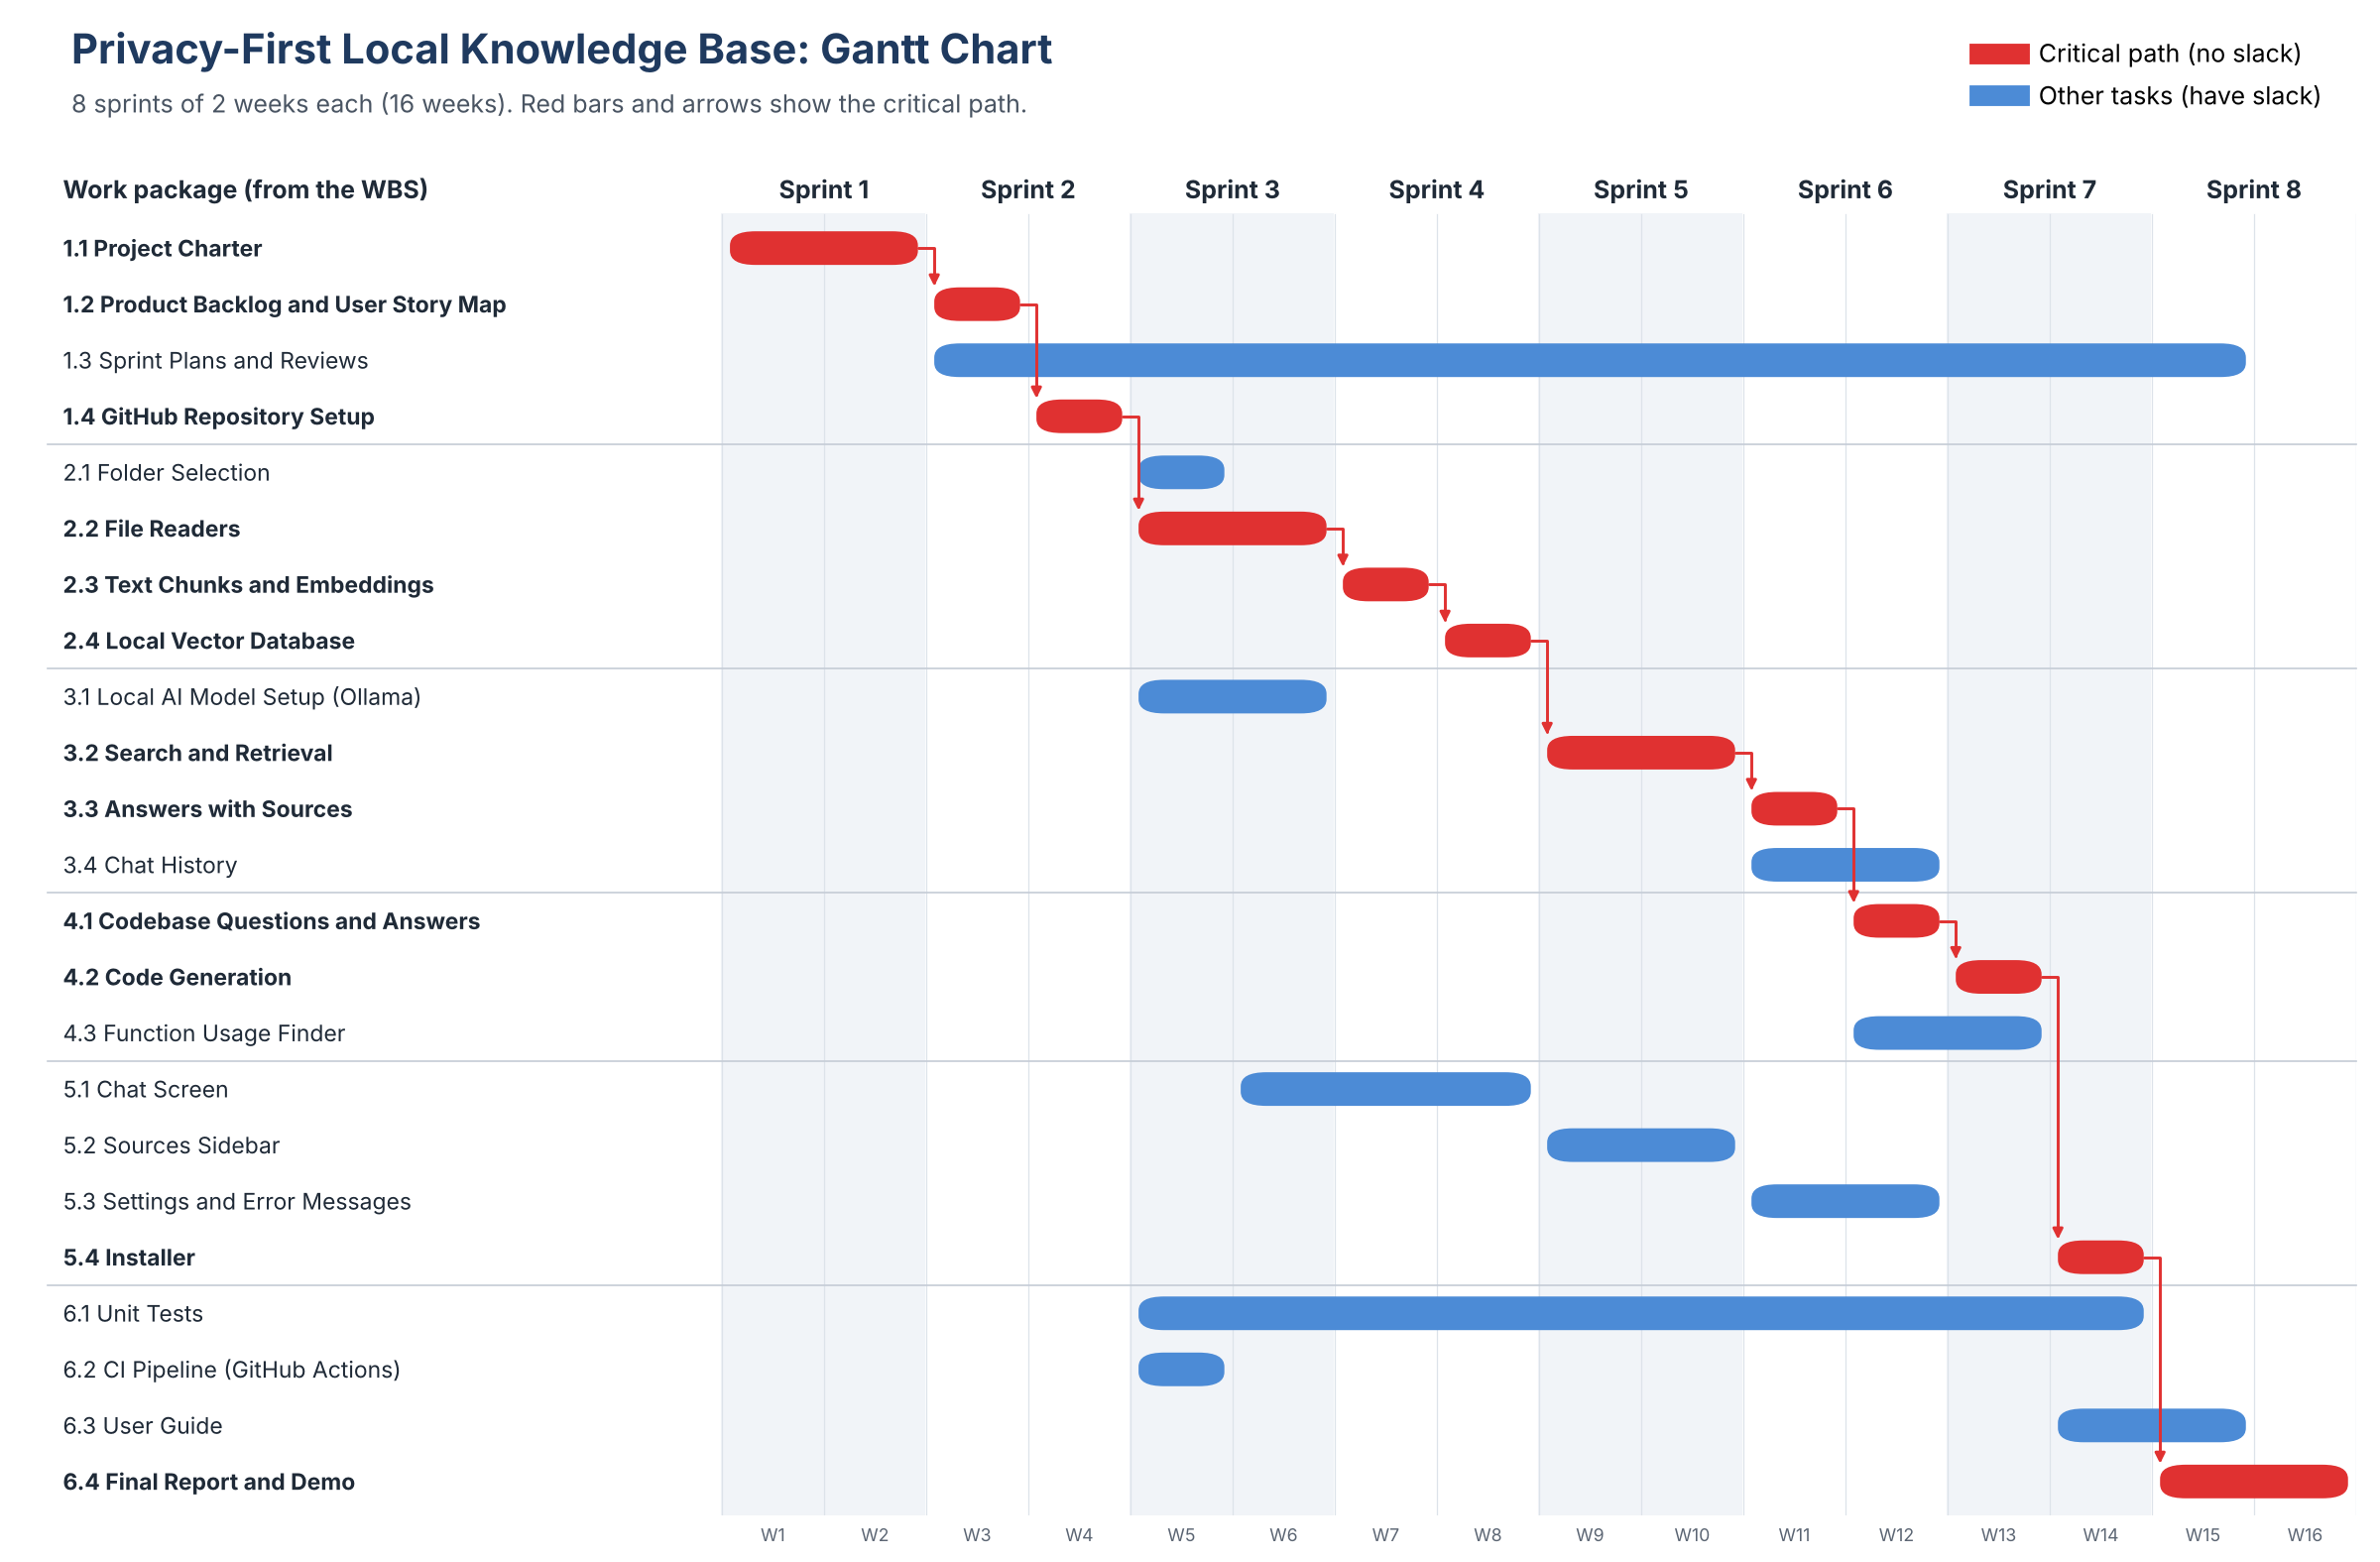 Privacy-First Local Knowledge Base: Gantt Chart
8 sprints of 2 weeks each (16 weeks). Red bars and arrows show the critical path.
Critical path (no slack)
Other tasks (have slack)
Work package (from the WBS) Sprint 1 Sprint 2 Sprint 3 Sprint 4 Sprint 5 Sprint 6 Sprint 7 Sprint 8
1.1 Project Charter
1.2 Product Backlog and User Story Map
1.3 Sprint Plans and Reviews
1.4 GitHub Repository Setup
2.1 Folder Selection
2.2 File Readers
2.3 Text Chunks and Embeddings
2.4 Local Vector Database
3.1 Local AI Model Setup (Ollama)
3.2 Search and Retrieval
3.3 Answers with Sources
3.4 Chat History
4.1 Codebase Questions and Answers
4.2 Code Generation
4.3 Function Usage Finder
5.1 Chat Screen
5.2 Sources Sidebar
5.3 Settings and Error Messages
5.4 Installer
6.1 Unit Tests
6.2 CI Pipeline (GitHub Actions)
6.3 User Guide
6.4 Final Report and Demo
W1 W2 W3 W4 W5 W6 W7 W8 W9 W10 W11 W12 W13 W14 W15 W16